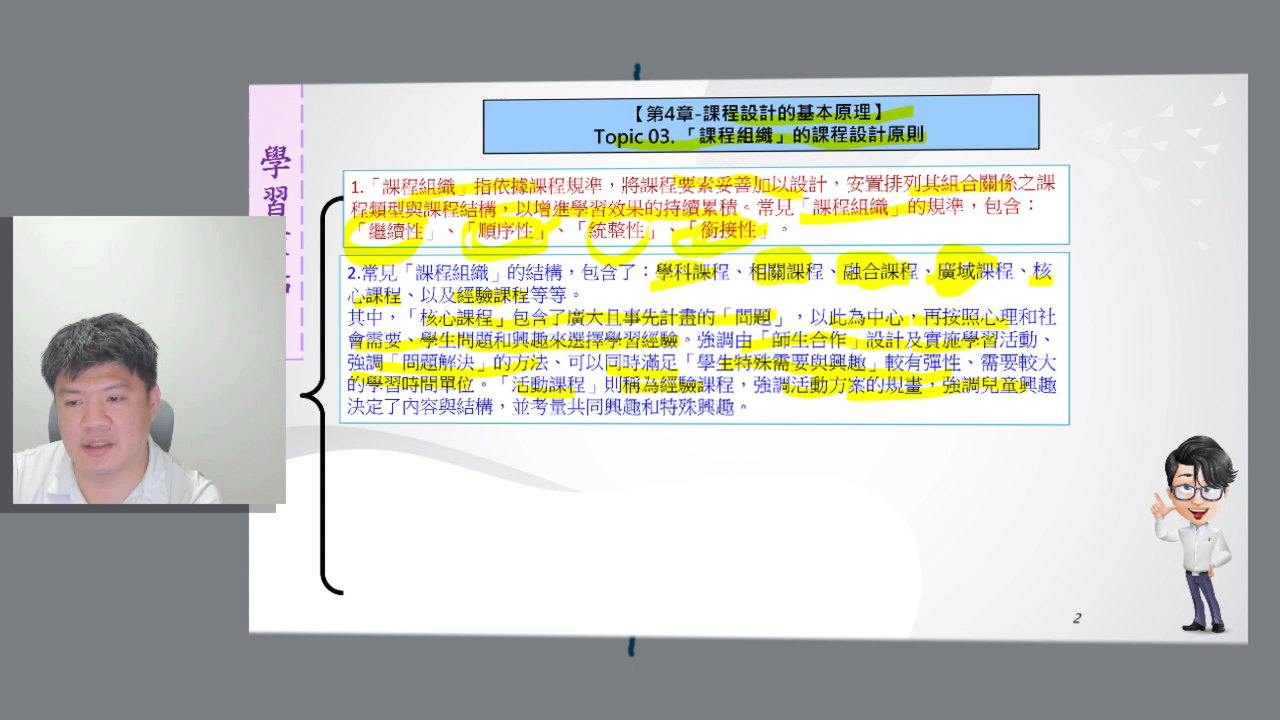 【第4章-課程設計的基本原理】
Topic 03.「課程組織」的課程設計原則
學
習
1.「課程組織」指依據課程規準，將課程要素妥善加以設計，安置排列其組合關係之課
程類型與課程結構，以增進學習效果的持續累積。常見「課程組織」的規準，包含：
「繼續性」、「順序性」、「統整性」、「銜接性」。
2.常見「課程組織」的結構，包含了：學科課程、相關課程、融合課程、廣域課程、核
心課程、以及經驗課程等等。
其中，「核心課程」包含了廣大且事先計畫的「問題」，以此為中心，再按照心理和社
會需要、學生問題和興趣來選擇學習經驗。強調由「師生合作」設計及實施學習活動、
強調「問題解決」的方法、可以同時滿足「學生特殊需要與興趣」較有彈性、需要較大
的學習時間單位。「活動課程」則稱為經驗課程，強調活動方案的規畫，強調兒童興趣
決定了內容與結構，並考量共同興趣和特殊興趣。
2